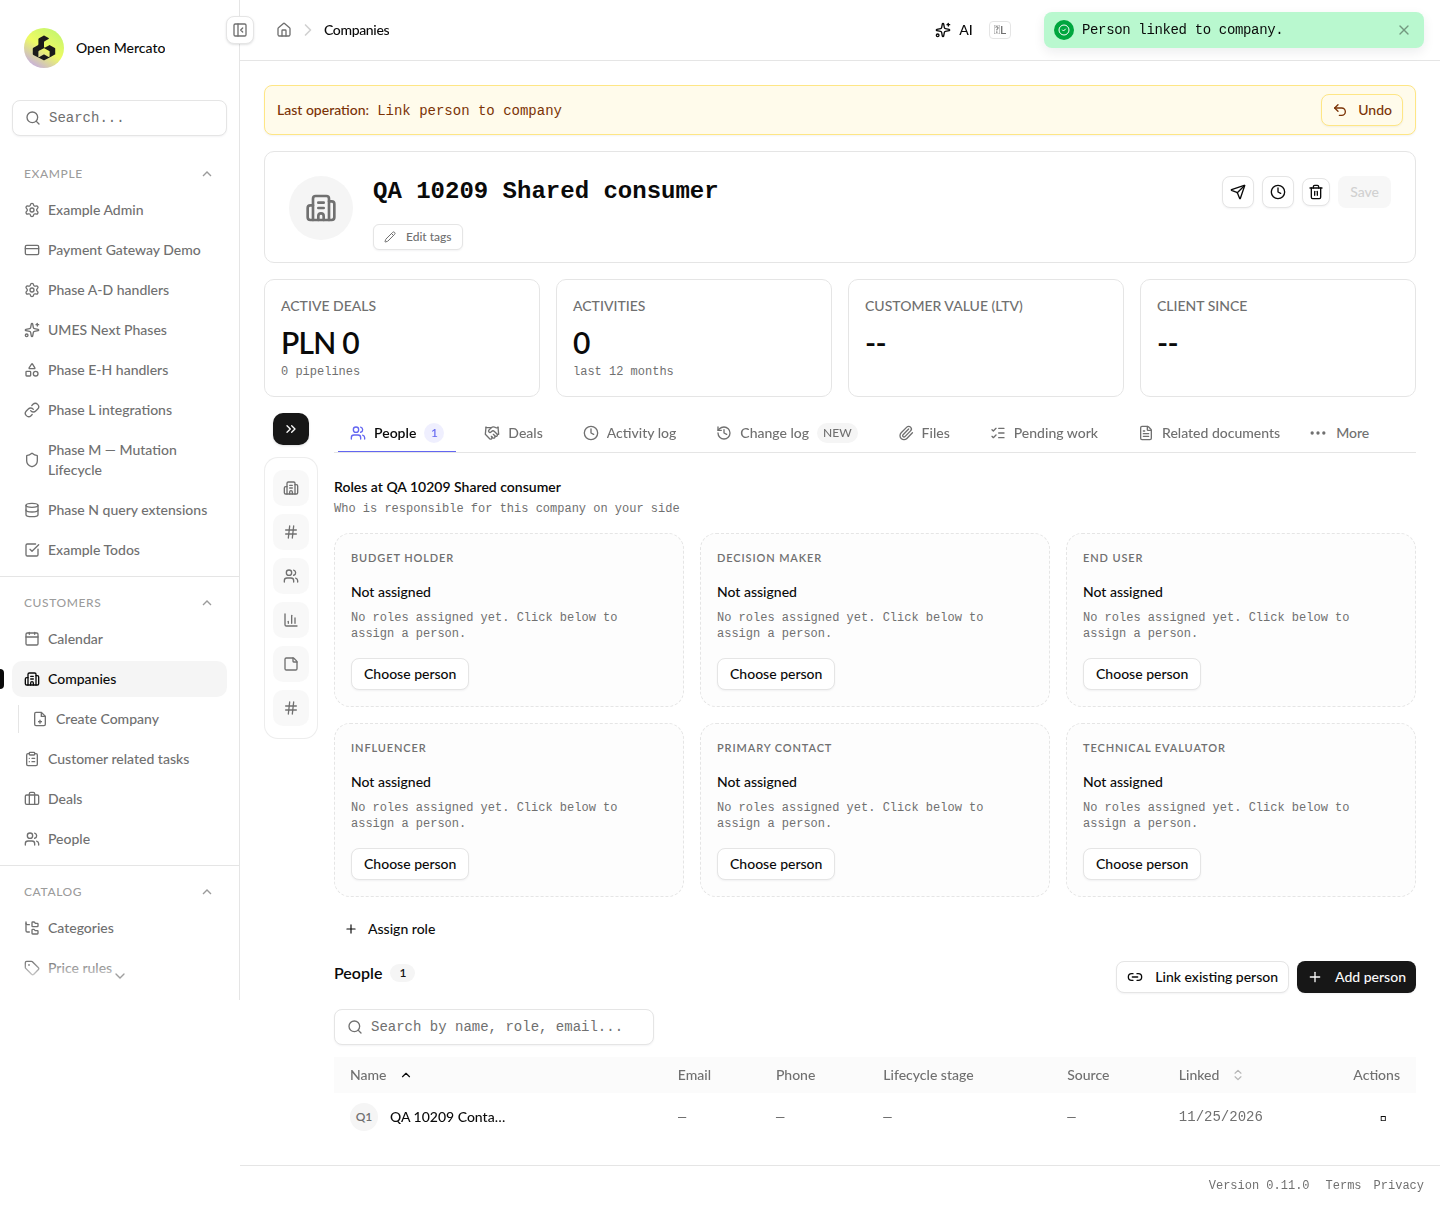 Open Mercato
Search...
EXAMPLE
Example Admin
Payment Gateway Demo
Phase A-D handlers
UMES Next Phases
Phase E-H handlers
Phase L integrations
Phase M — Mutation
Lifecycle
Phase N query extensions
Example Todos
CUSTOMERS
Calendar
Companies
Create Company
Customer related tasks
Deals
People
CATALOG
Categories
Price rules
Companies
AI
L
Person linked to company.
Last operation: Link person to company
Undo
QA 10209 Shared consumer
Edit tags
Save
ACTIVE DEALS
PLN 0
0 pipelines
ACTIVITIES
0
last 12 months
CUSTOMER VALUE (LTV)
--
CLIENT SINCE
--
People 1
Deals
Activity log
Change log NEW
Files
Pending work
Related documents
More
Roles at QA 10209 Shared consumer
Who is responsible for this company on your side
BUDGET HOLDER
Not assigned
No roles assigned yet. Click below to
assign a person.
Choose person
DECISION MAKER
Not assigned
No roles assigned yet. Click below to
assign a person.
Choose person
END USER
Not assigned
No roles assigned yet. Click below to
assign a person.
Choose person
INFLUENCER
Not assigned
No roles assigned yet. Click below to
assign a person.
Choose person
PRIMARY CONTACT
Not assigned
No roles assigned yet. Click below to
assign a person.
Choose person
TECHNICAL EVALUATOR
Not assigned
No roles assigned yet. Click below to
assign a person.
Choose person
Assign role
People 1
Link existing person
Add person
Search by name, role, email...
Name Email Phone Lifecycle stage Source Linked Actions
Q1 QA 10209 Conta... — — — — 11/25/2026
Version 0.11.0 Terms Privacy